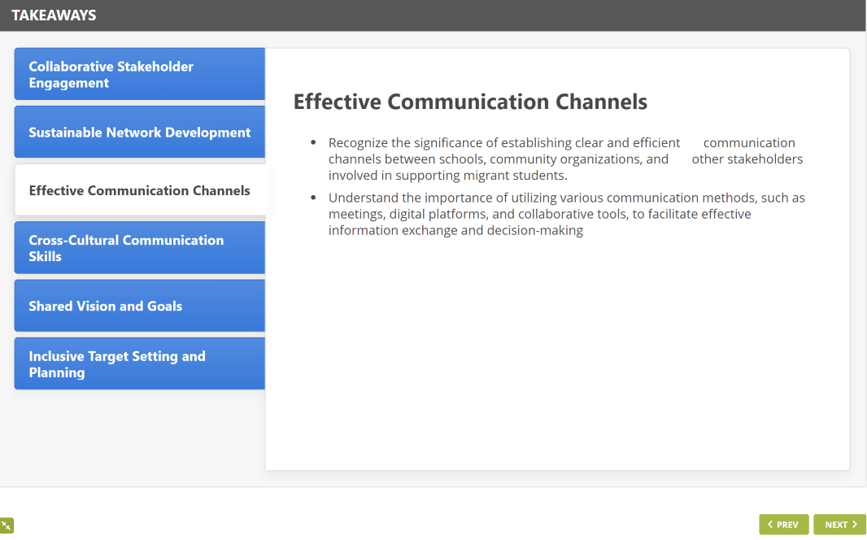 TAKEAWAYS
Collaborative Stakeholder
Engagement
Sustainable Network Development
Effective Communication Channels
Cross-Cultural Communication
Skills
Shared Vision and Goals
Inclusive Target Setting and
Planning
Effective Communication Channels
• Recognize the significance of establishing clear and efficient communication
channels between schools, community organizations, and other stakeholders
involved in supporting migrant students.
• Understand the importance of utilizing various communication methods, such as
meetings, digital platforms, and collaborative tools, to facilitate effective
information exchange and decision-making
PREV
NEXT